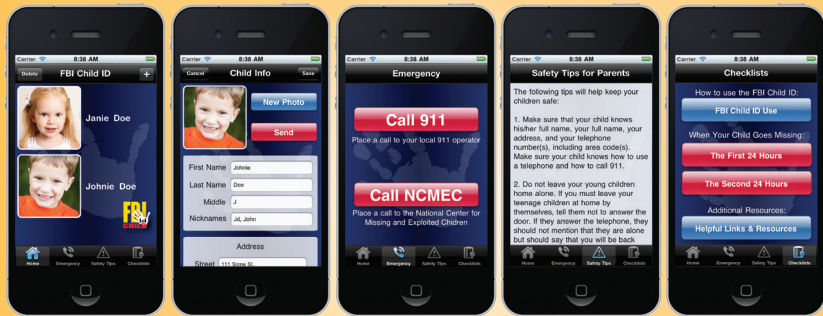 Carrier 8:38 AM
Delete FBI Child ID +
Janie Doe
Johnie Doe
FBI
CHILD
Home Emergency Safety Tips Checklists
Carrier 8:38 AM
Cancel Child Info Save
New Photo
Send
First Name Johnie
Last Name Doe
Middle J
Nicknames Jd, John
Address
Street 111 Some St.
Home Emergency Safety Tips Checklists
Carrier 8:38 AM
Emergency
Call 911
Place a call to your local 911 operator
Call NCMEC
Place a call to the National Center for
Missing and Exploited Chidren
Home Emergency Safety Tips Checklists
Carrier 8:38 AM
Safety Tips for Parents
The following tips will help keep your
children safe:
1. Make sure that your child knows
his/her full name, your full name, your
address, and your telephone
number(s), including area code(s).
Make sure your child knows how to use
a telephone and how to call 911.
2. Do not leave your young children
home alone. If you must leave your
teenage children at home by
themselves, tell them not to answer the
door. If they answer the telephone, they
should not mention that they are alone
but should say that you will be back
Home Emergency Safety Tips Checklists
Carrier 8:38 AM
Checklists
How to use the FBI Child ID:
FBI Child ID Use
When Your Child Goes Missing:
The First 24 Hours
The Second 24 Hours
Additional Resources:
Helpful Links & Resources
Home Emergency Safety Tips Checklists